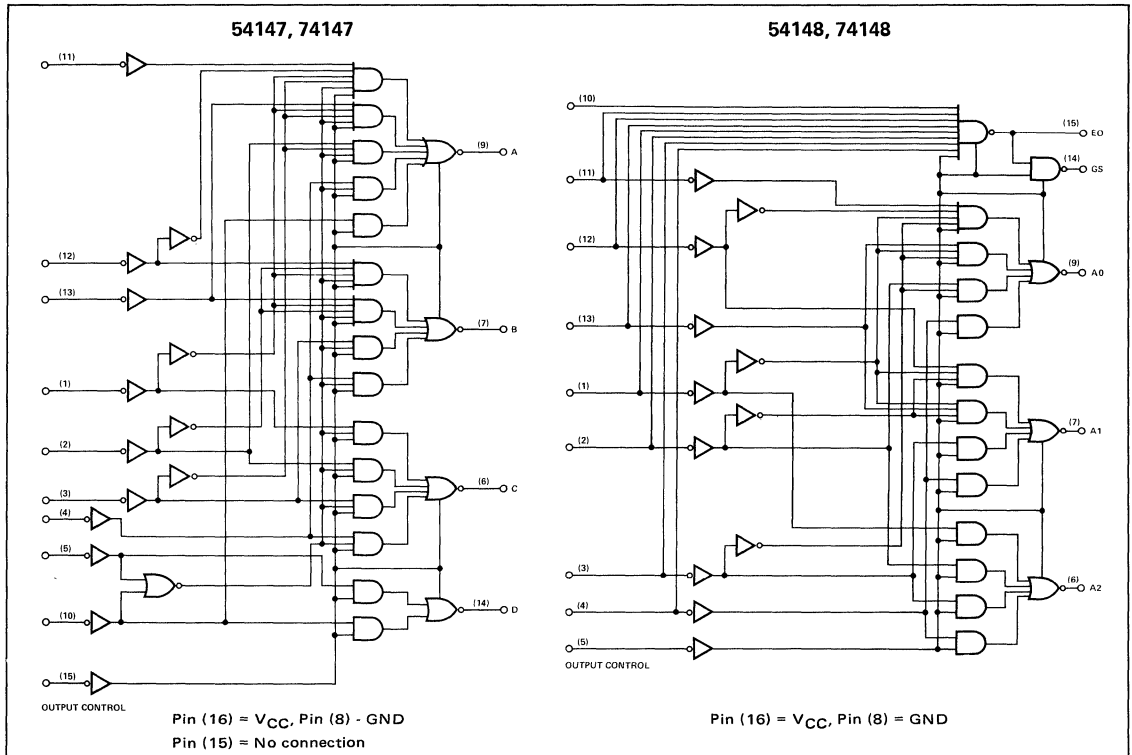 54147, 74147
(11)
(9) A
(12)
(13)
(7) B
(1)
(2)
(3)
(6) C
(4)
(5)
(10)
(14) D
(15)
OUTPUT CONTROL
Pin (16) = VCC, Pin (8) - GND
Pin (15) = No connection
54148, 74148
(10)
(15) EO
(14) GS
(11)
(12)
(9) A0
(13)
(1)
(7) A1
(2)
(3)
(6) A2
(4)
(5)
OUTPUT CONTROL
Pin (16) = VCC, Pin (8) = GND